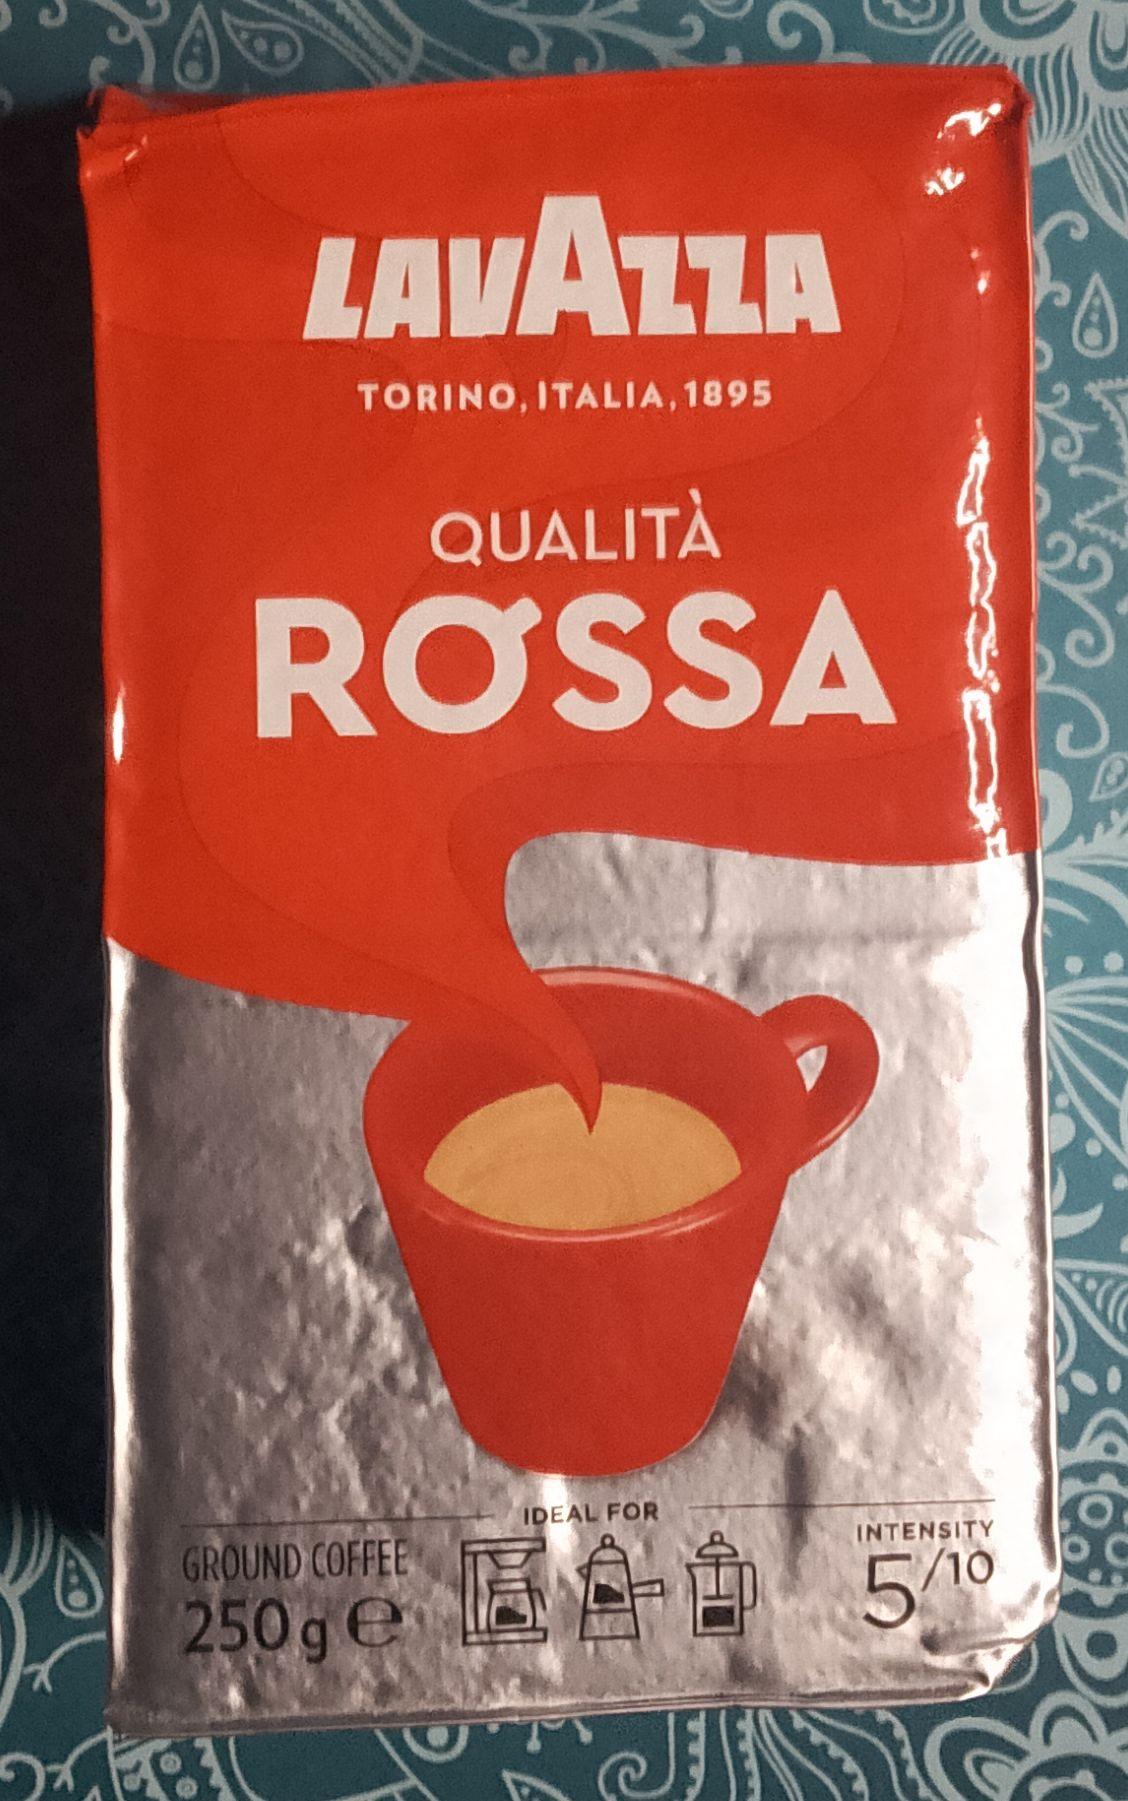 LAVAZZA
TORINO, ITALIA, 1895
QUALITÀ
ROSSA
IDEAL FOR
GROUND COFFEE
250g ℮
INTENSITY
5/10